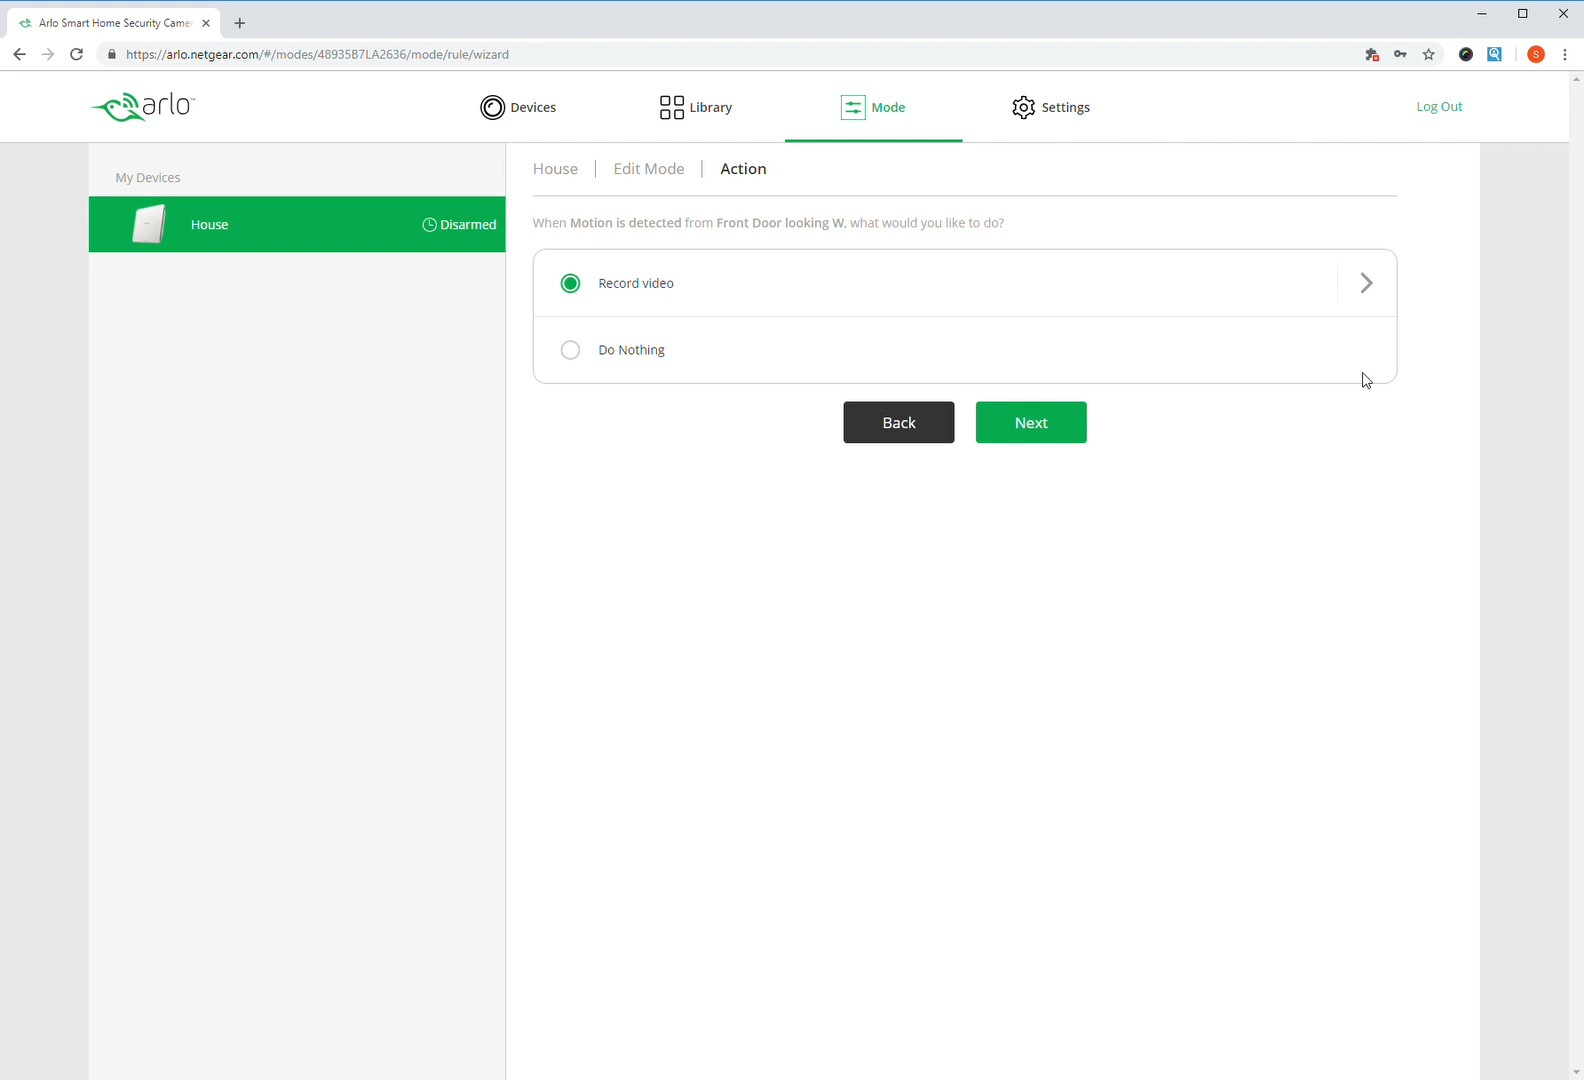 Arlo Smart Home Security Camer
https://arlo.netgear.com/#/modes/48935B7LA2636/mode/rule/wizard
S
arlo™
Devices
Library
Mode
Settings
Log Out
My Devices
House
Disarmed
House | Edit Mode | Action
When Motion is detected from Front Door looking W, what would you like to do?
Record video
Do Nothing
Back
Next